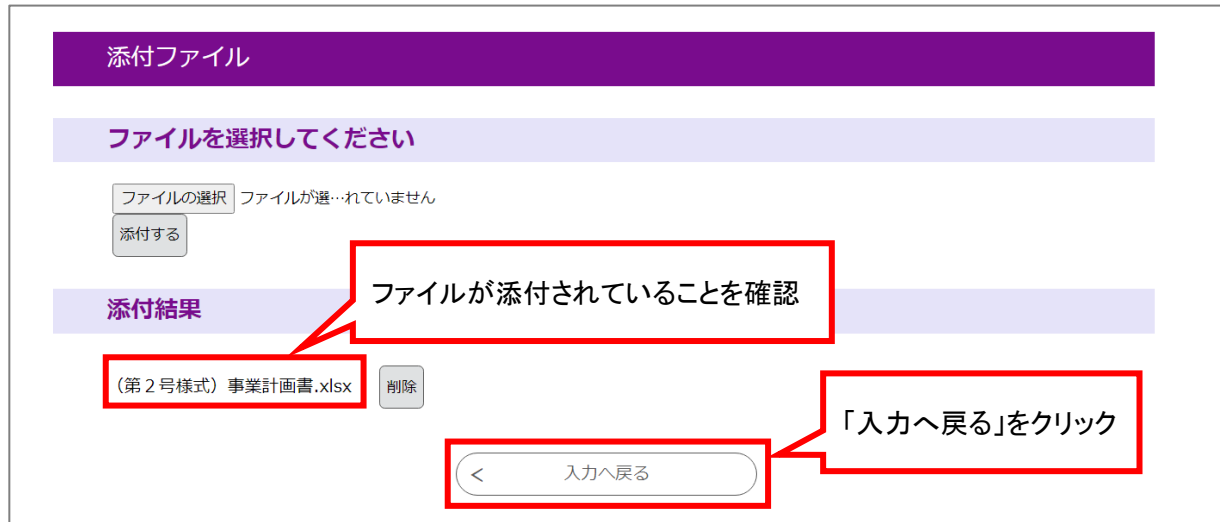 添付ファイル
ファイルを選択してください
ファイルの選択 ファイルが選…れていません
添付する
ファイルが添付されていることを確認
添付結果
（第２号様式）事業計画書.xlsx 削除
「入力へ戻る」をクリック
< 入力へ戻る